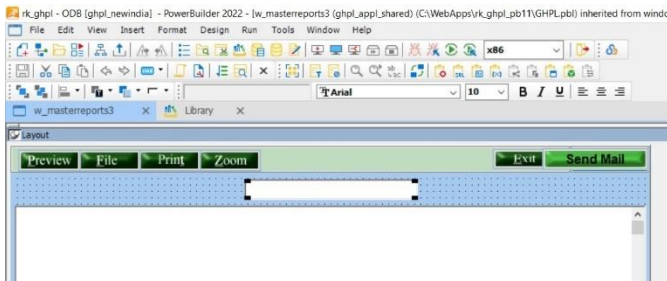 rk_ghpl - ODB [ghpl_newindia] - PowerBuilder 2022 - [w_masterreports3 (ghpl_appl_shared) (C:\WebApps\rk_ghpl_pb11\GHPL.pbl) inherited from wind
File Edit View Insert Format Design Run Tools Window Help
x86
Arial 10 B I U
w_masterreports3 × Library ×
Layout
Preview File Print Zoom Exit Send Mail